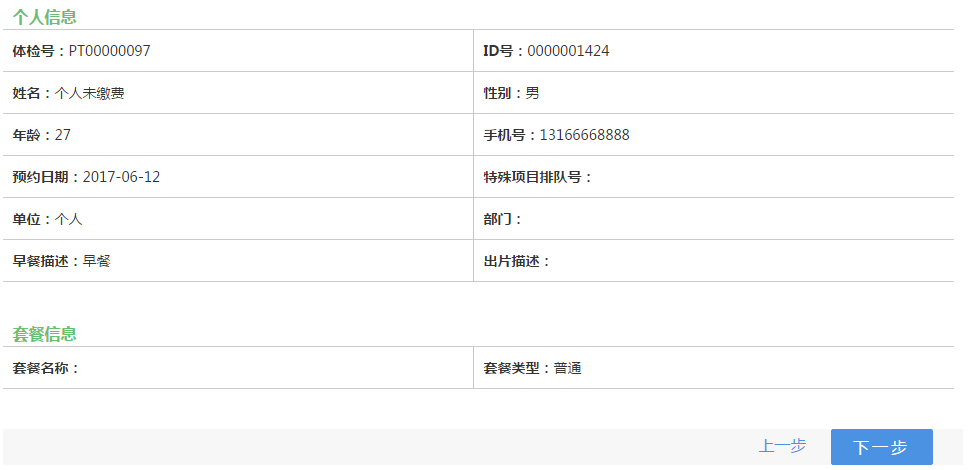 个人信息
体检号：PT00000097 ID号：0000001424
姓名：个人未缴费 性别：男
年龄：27 手机号：13166668888
预约日期：2017-06-12 特殊项目排队号：
单位：个人 部门：
早餐描述：早餐 出片描述：
套餐信息
套餐名称： 套餐类型：普通
上一步 下一步